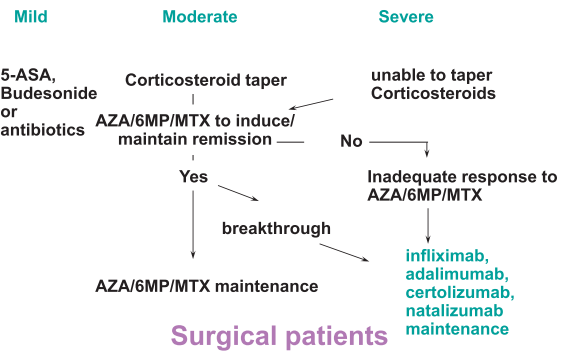 Mild
Moderate
Severe
5-ASA,
Budesonide
or
antibiotics
Corticosteroid taper
unable to taper
Corticosteroids
AZA/6MP/MTX to induce/
maintain remission
No
Yes
Inadequate response to
AZA/6MP/MTX
breakthrough
infliximab,
adalimumab,
certolizumab,
natalizumab
maintenance
AZA/6MP/MTX maintenance
Surgical patients